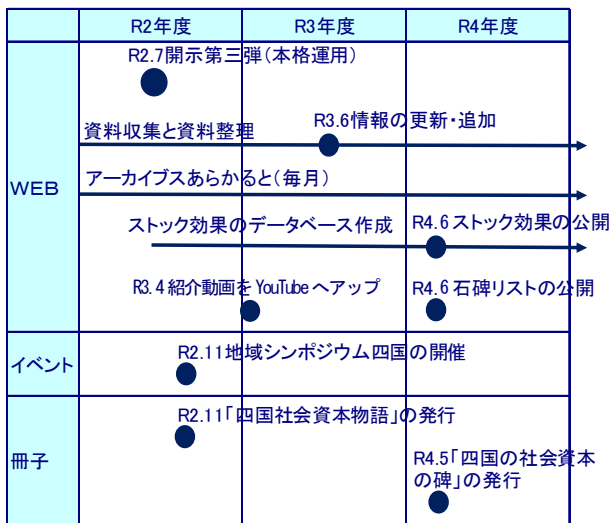 R2年度
R3年度
R4年度
R2.7開示第三弾(本格運用)
資料収集と資料整理
R3.6情報の更新・追加
WEB
アーカイブスあらかると(毎月)
ストック効果のデータベース作成
R4.6ストック効果の公開
R3.4紹介動画をYouTubeへアップ
R4.6石碑リストの公開
イベント
R2.11地域シンポジウム四国の開催
冊子
R2.11「四国社会資本物語」の発行
R4.5「四国の社会資本
の碑」の発行